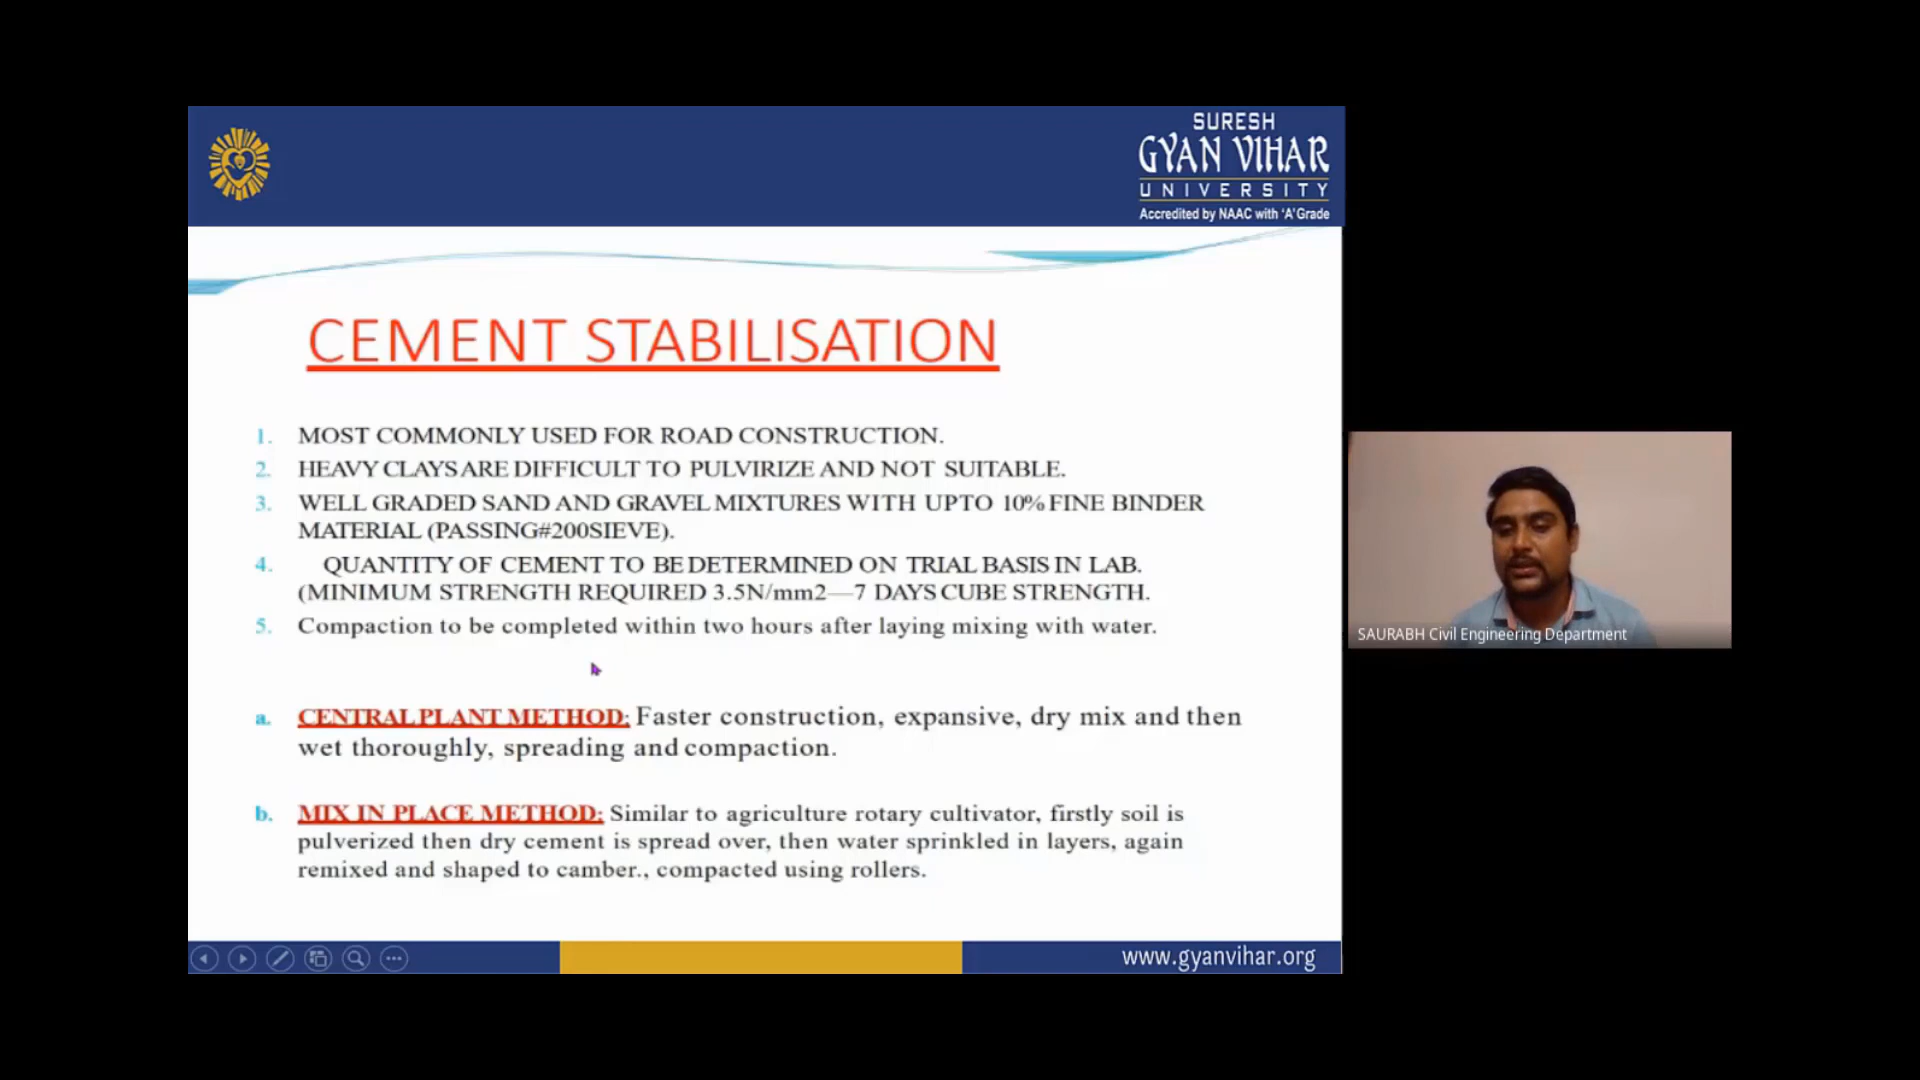 SURESH
GYAN VIHAR
UNIVERSITY
Accredited by NAAC with ‘A’Grade
CEMENT STABILISATION
1. MOST COMMONLY USED FOR ROAD CONSTRUCTION.
2. HEAVY CLAYS ARE DIFFICULT TO PULVIRIZE AND NOT SUITABLE.
3. WELL GRADED SAND AND GRAVEL MIXTURES WITH UPTO 10% FINE BINDER
MATERIAL (PASSING#200SIEVE).
4. QUANTITY OF CEMENT TO BE DETERMINED ON TRIAL BASIS IN LAB.
(MINIMUM STRENGTH REQUIRED 3.5N/mm2—7 DAYS CUBE STRENGTH.
5. Compaction to be completed within two hours after laying mixing with water.
a. CENTRAL PLANT METHOD: Faster construction, expansive, dry mix and then
wet thoroughly, spreading and compaction.
b. MIX IN PLACE METHOD: Similar to agriculture rotary cultivator, firstly soil is
pulverized then dry cement is spread over, then water sprinkled in layers, again
remixed and shaped to camber., compacted using rollers.
www.gyanvihar.org
SAURABH Civil Engineering Department